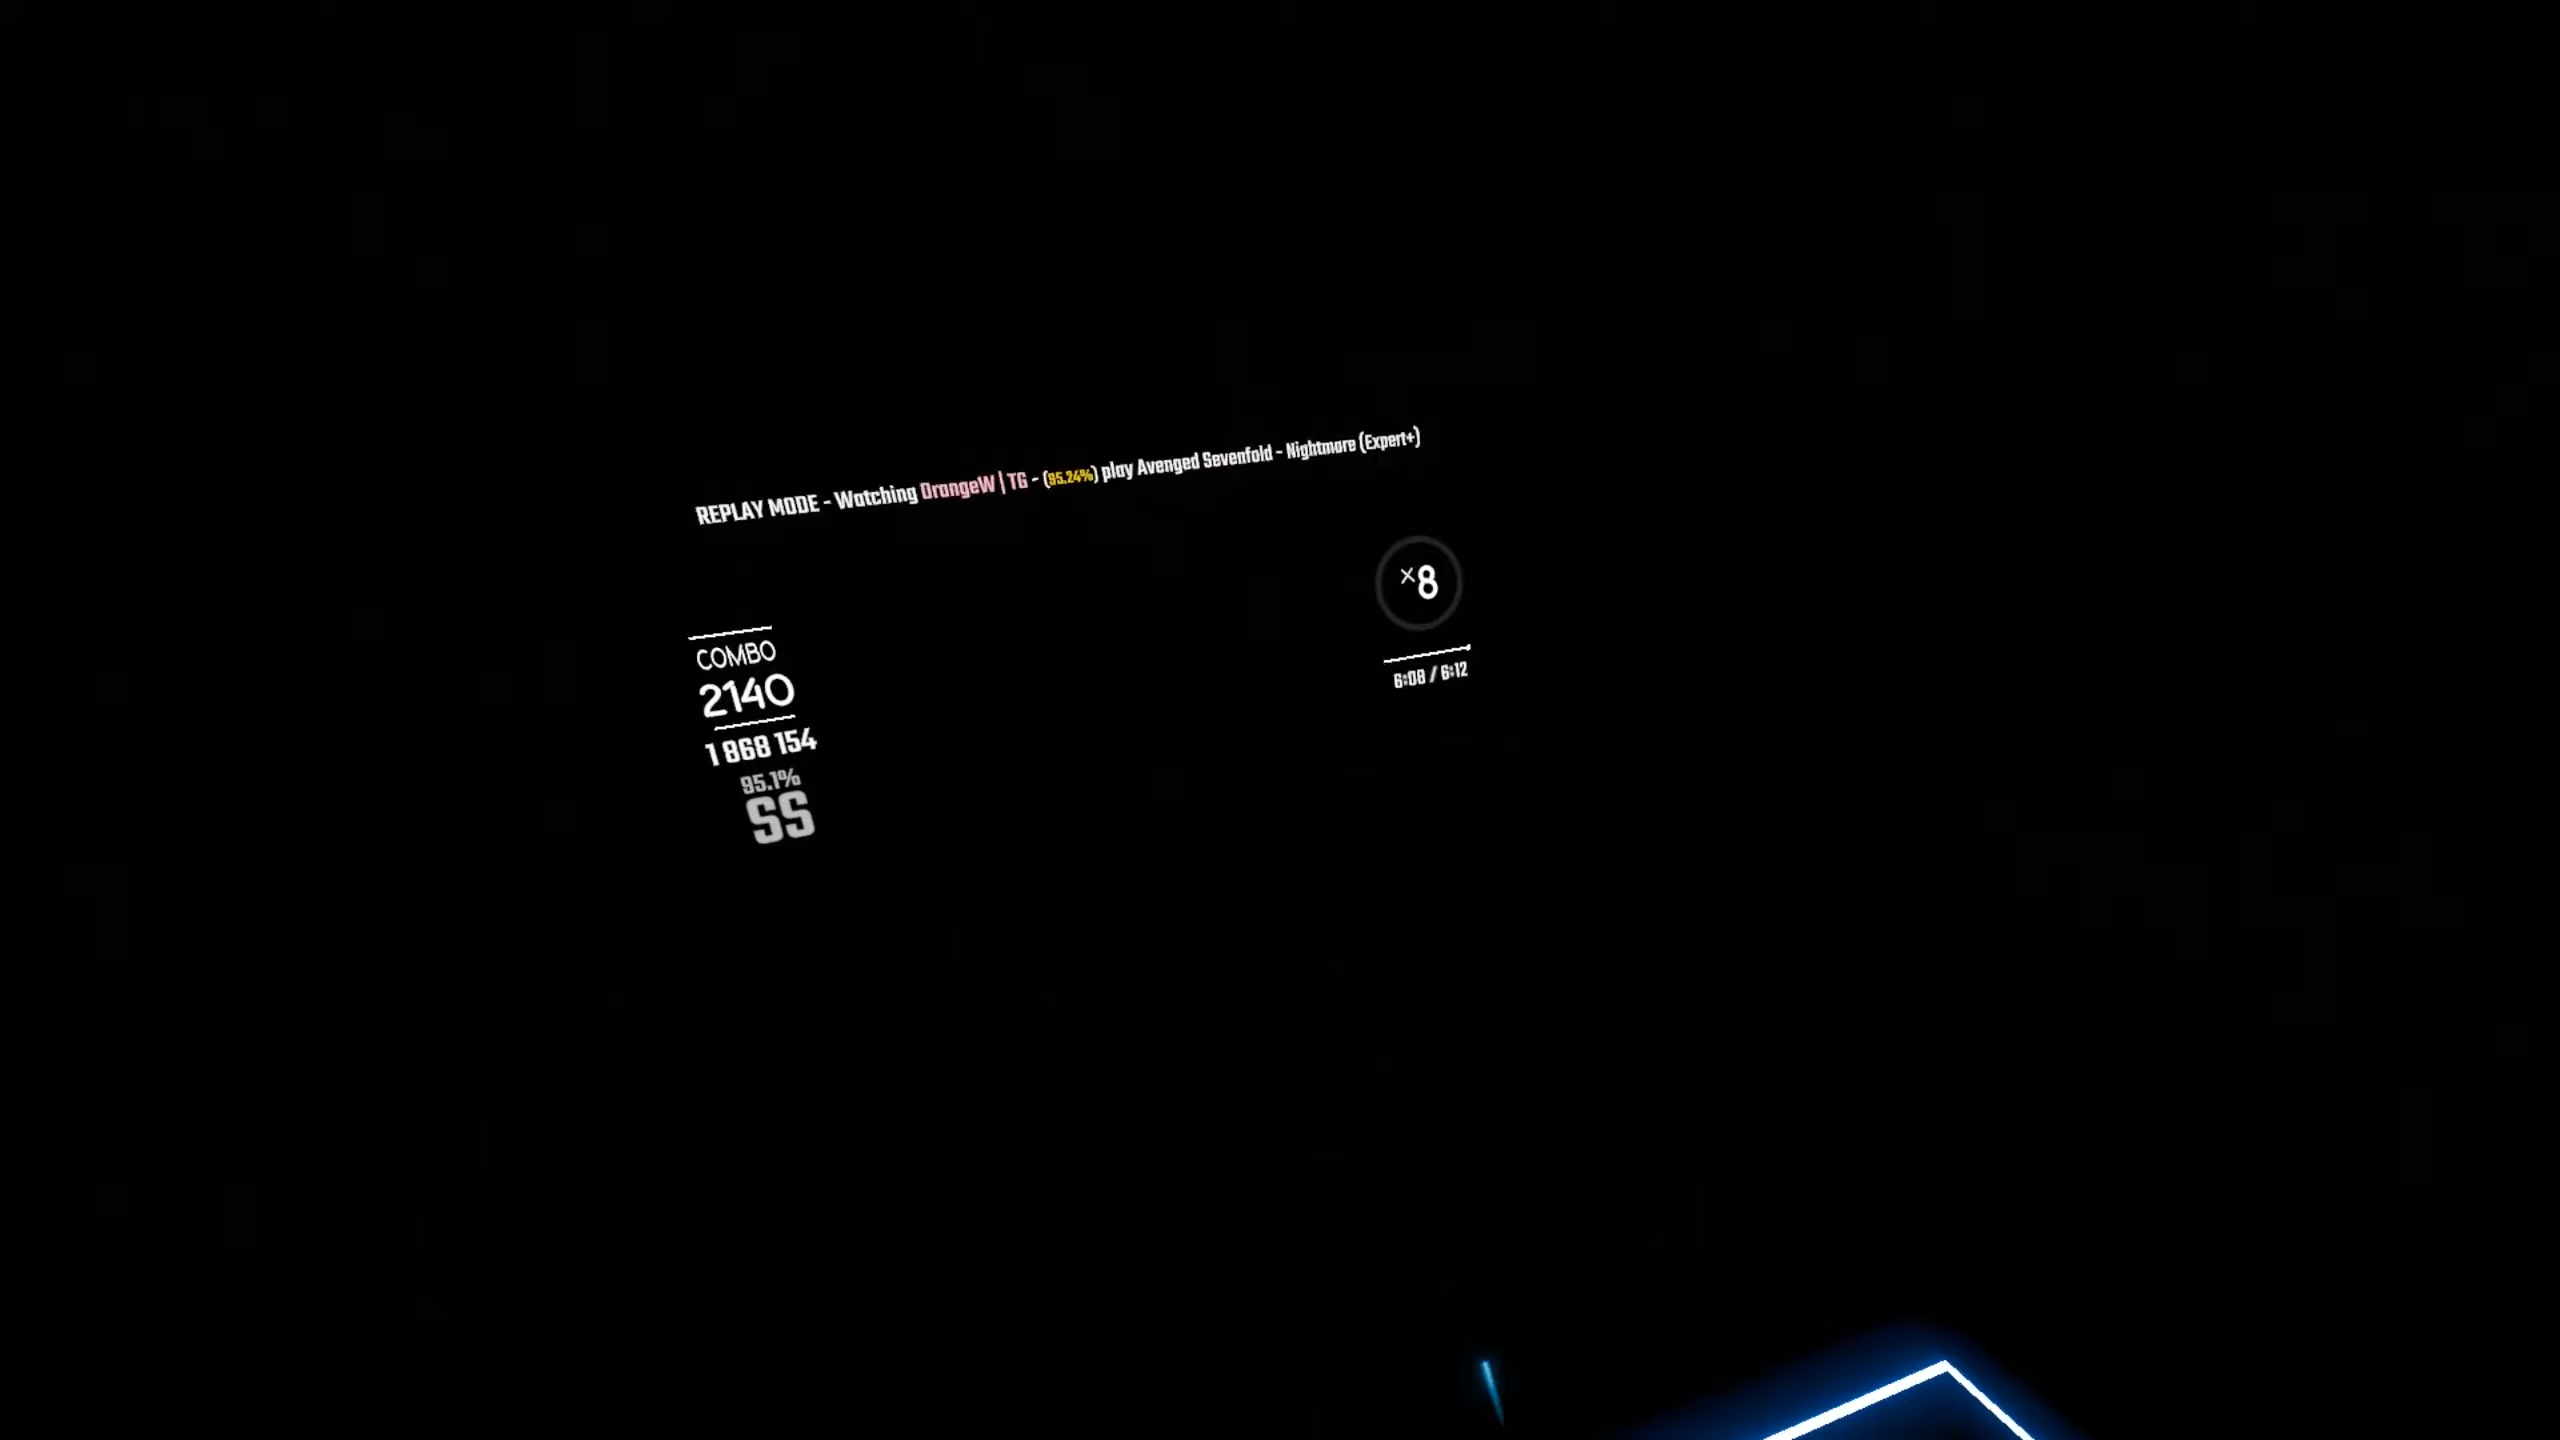 REPLAY MODE - Watching OrangeW | TG - (95.24%) play Avenged Sevenfold - Nightmare (Expert+)
×8
6:08 / 6:12
COMBO
2140
1 868 154
95.1%
SS